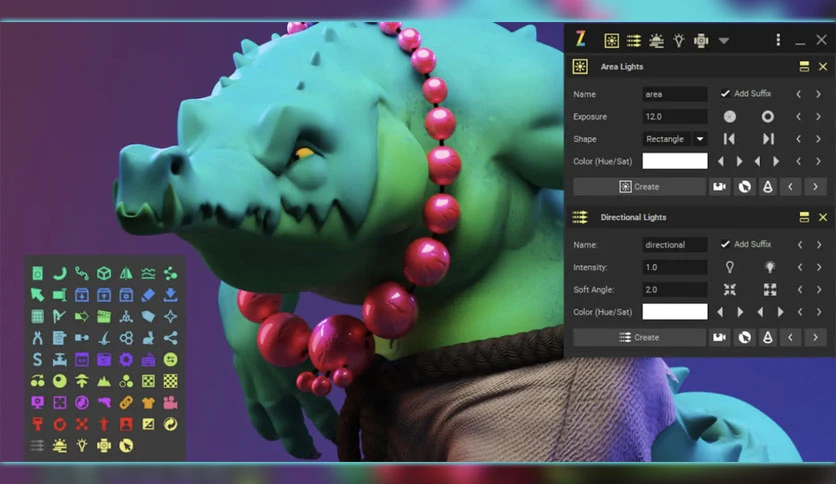 Z
Area Lights
Name area Add Suffix
Exposure 12.0
Shape Rectangle
Color (Hue/Sat)
Create
Directional Lights
Name: directional Add Suffix
Intensity: 1.0
Soft Angle: 2.0
Color (Hue/Sat)
Create